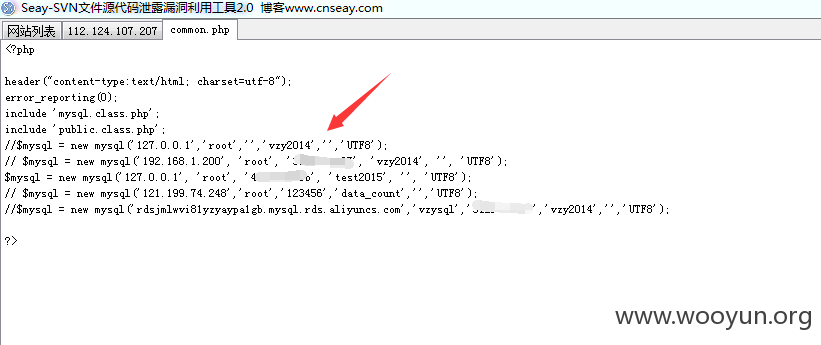 Seay-SVN文件源代码泄露漏洞利用工具2.0 博客www.cnseay.com
网站列表 112.124.107.207 common.php
<?php
header("content-type:text/html; charset=utf-8");
error_reporting(0);
include 'mysql.class.php';
include 'public.class.php';
//$mysql = new mysql('127.0.0.1','root','','vzy2014','','UTF8');
// $mysql = new mysql('192.168.1.200', 'root', ' ', 'vzy2014', '', 'UTF8');
$mysql = new mysql('127.0.0.1', 'root', '4 ', 'test2015', '', 'UTF8');
// $mysql = new mysql('121.199.74.248','root','123456','data_count','','UTF8');
//$mysql = new mysql('rdsjmlwvi81yzyaypa1gb.mysql.rds.aliyuncs.com','vzysql',' ','vzy2014','','UTF8');
?>
www.wooyun.org